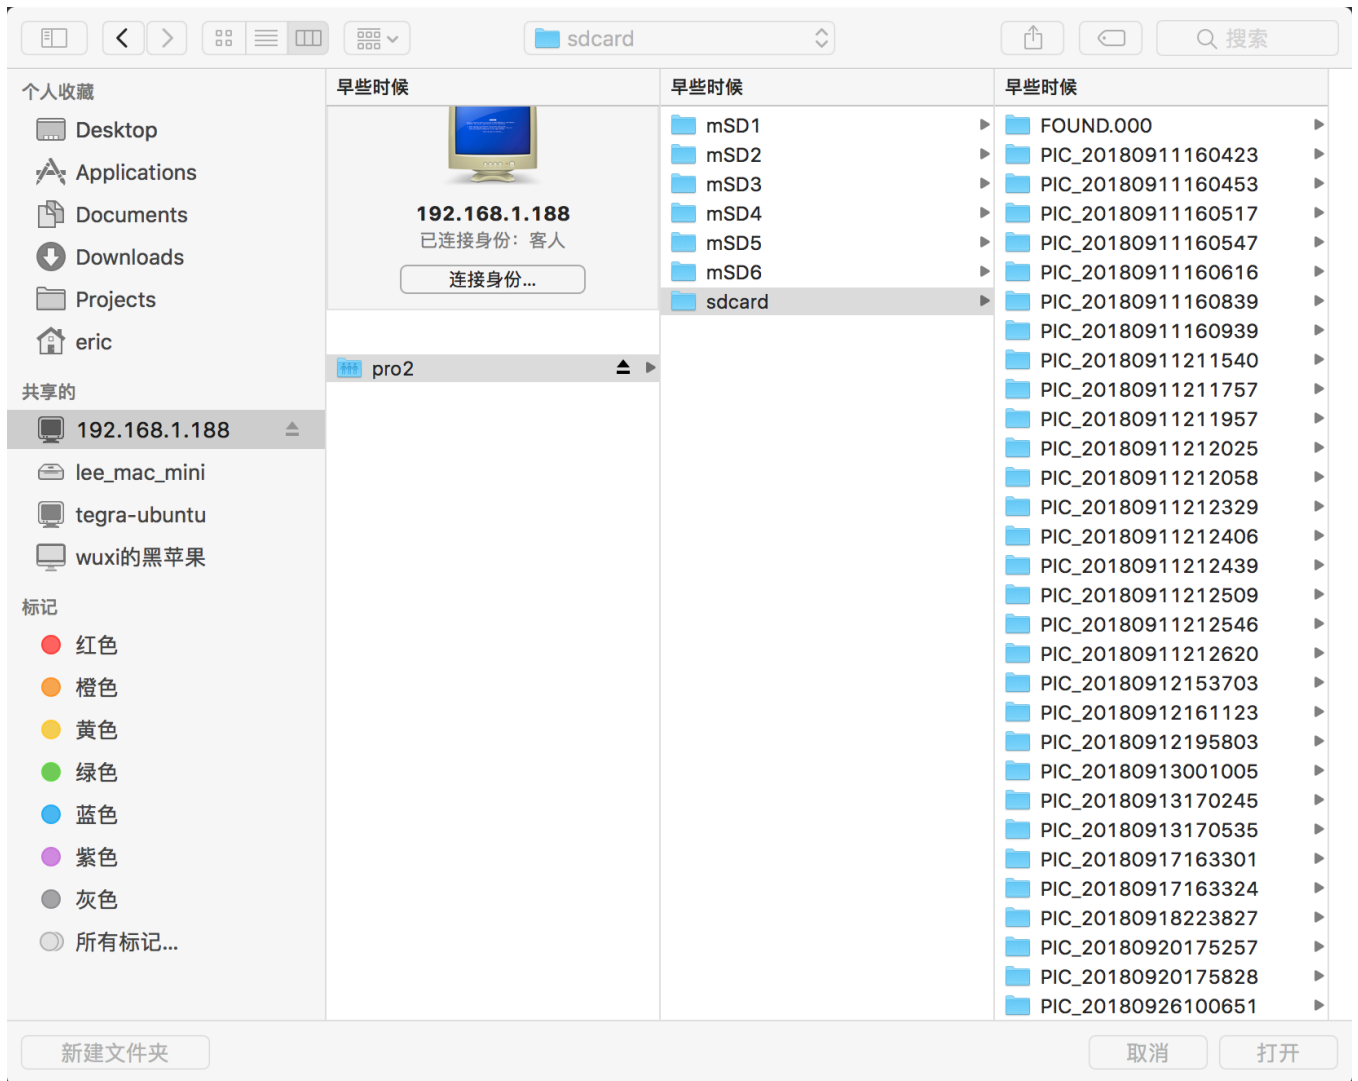 sdcard
搜索
个人收藏
Desktop
Applications
Documents
Downloads
Projects
eric
共享的
192.168.1.188
lee_mac_mini
tegra-ubuntu
wuxi的黑苹果
标记
红色
橙色
黄色
绿色
蓝色
紫色
灰色
所有标记...
早些时候
192.168.1.188
已连接身份：客人
连接身份...
pro2
早些时候
mSD1
mSD2
mSD3
mSD4
mSD5
mSD6
sdcard
早些时候
FOUND.000
PIC_20180911160423
PIC_20180911160453
PIC_20180911160517
PIC_20180911160547
PIC_20180911160616
PIC_20180911160839
PIC_20180911160939
PIC_20180911211540
PIC_20180911211757
PIC_20180911211957
PIC_20180911212025
PIC_20180911212058
PIC_20180911212329
PIC_20180911212406
PIC_20180911212439
PIC_20180911212509
PIC_20180911212546
PIC_20180911212620
PIC_20180912153703
PIC_20180912161123
PIC_20180912195803
PIC_20180913001005
PIC_20180913170245
PIC_20180913170535
PIC_20180917163301
PIC_20180917163324
PIC_20180918223827
PIC_20180920175257
PIC_20180920175828
PIC_20180926100651
新建文件夹
取消
打开